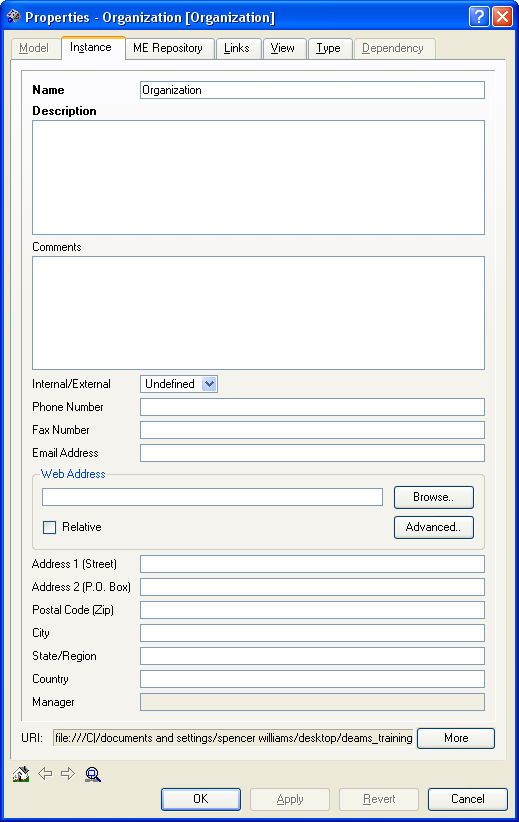 Properties - Organization [Organization]
Model Instance ME Repository Links View Type Dependency
Name Organization
Description
Comments
Internal/External Undefined
Phone Number
Fax Number
Email Address
Web Address
Browse..
Relative Advanced..
Address 1 (Street)
Address 2 (P.O. Box)
Postal Code (Zip)
City
State/Region
Country
Manager
URI: file:///C|/documents and settings/spencer williams/desktop/deams_training More
OK Apply Revert Cancel